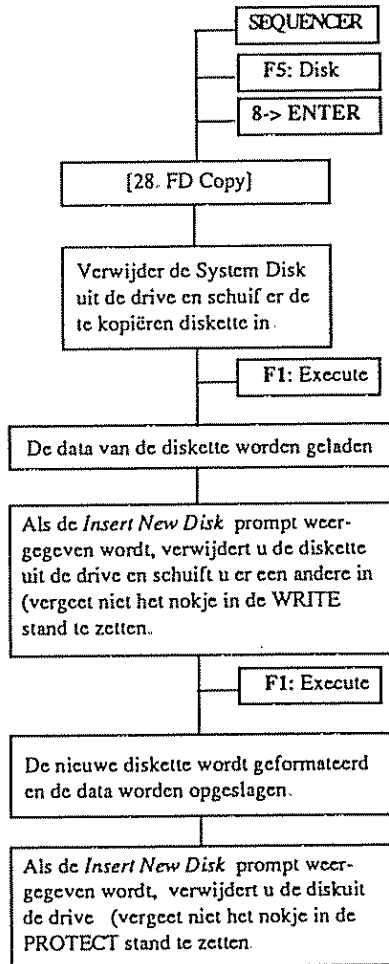 SEQUENCER
F5: Disk
8-> ENTER
[28. FD Copy]
Verwijder de System Disk
uit de drive en schuif er de
te kopiëren diskette in.
F1: Execute
De data van de diskette worden geladen
Als de Insert New Disk prompt weer-
gegeven wordt, verwijdert u de diskette
uit de drive en schuift u er een andere in
(vergeet niet het nokje in de WRITE
stand te zetten.
F1: Execute
De nieuwe diskette wordt geformateerd
en de data worden opgeslagen.
Als de Insert New Disk prompt weer-
gegeven wordt, verwijdert u de diskuit
de drive (vergeet niet het nokje in de
PROTECT stand te zetten.